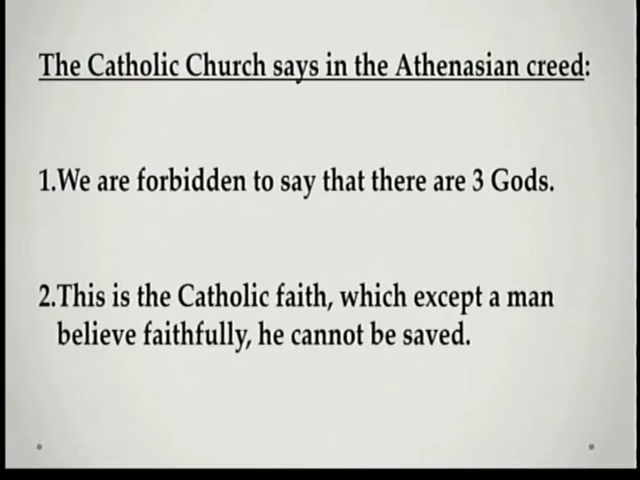 The Catholic Church says in the Athenasian creed:
1.We are forbidden to say that there are 3 Gods.
2.This is the Catholic faith, which except a man
believe faithfully, he cannot be saved.